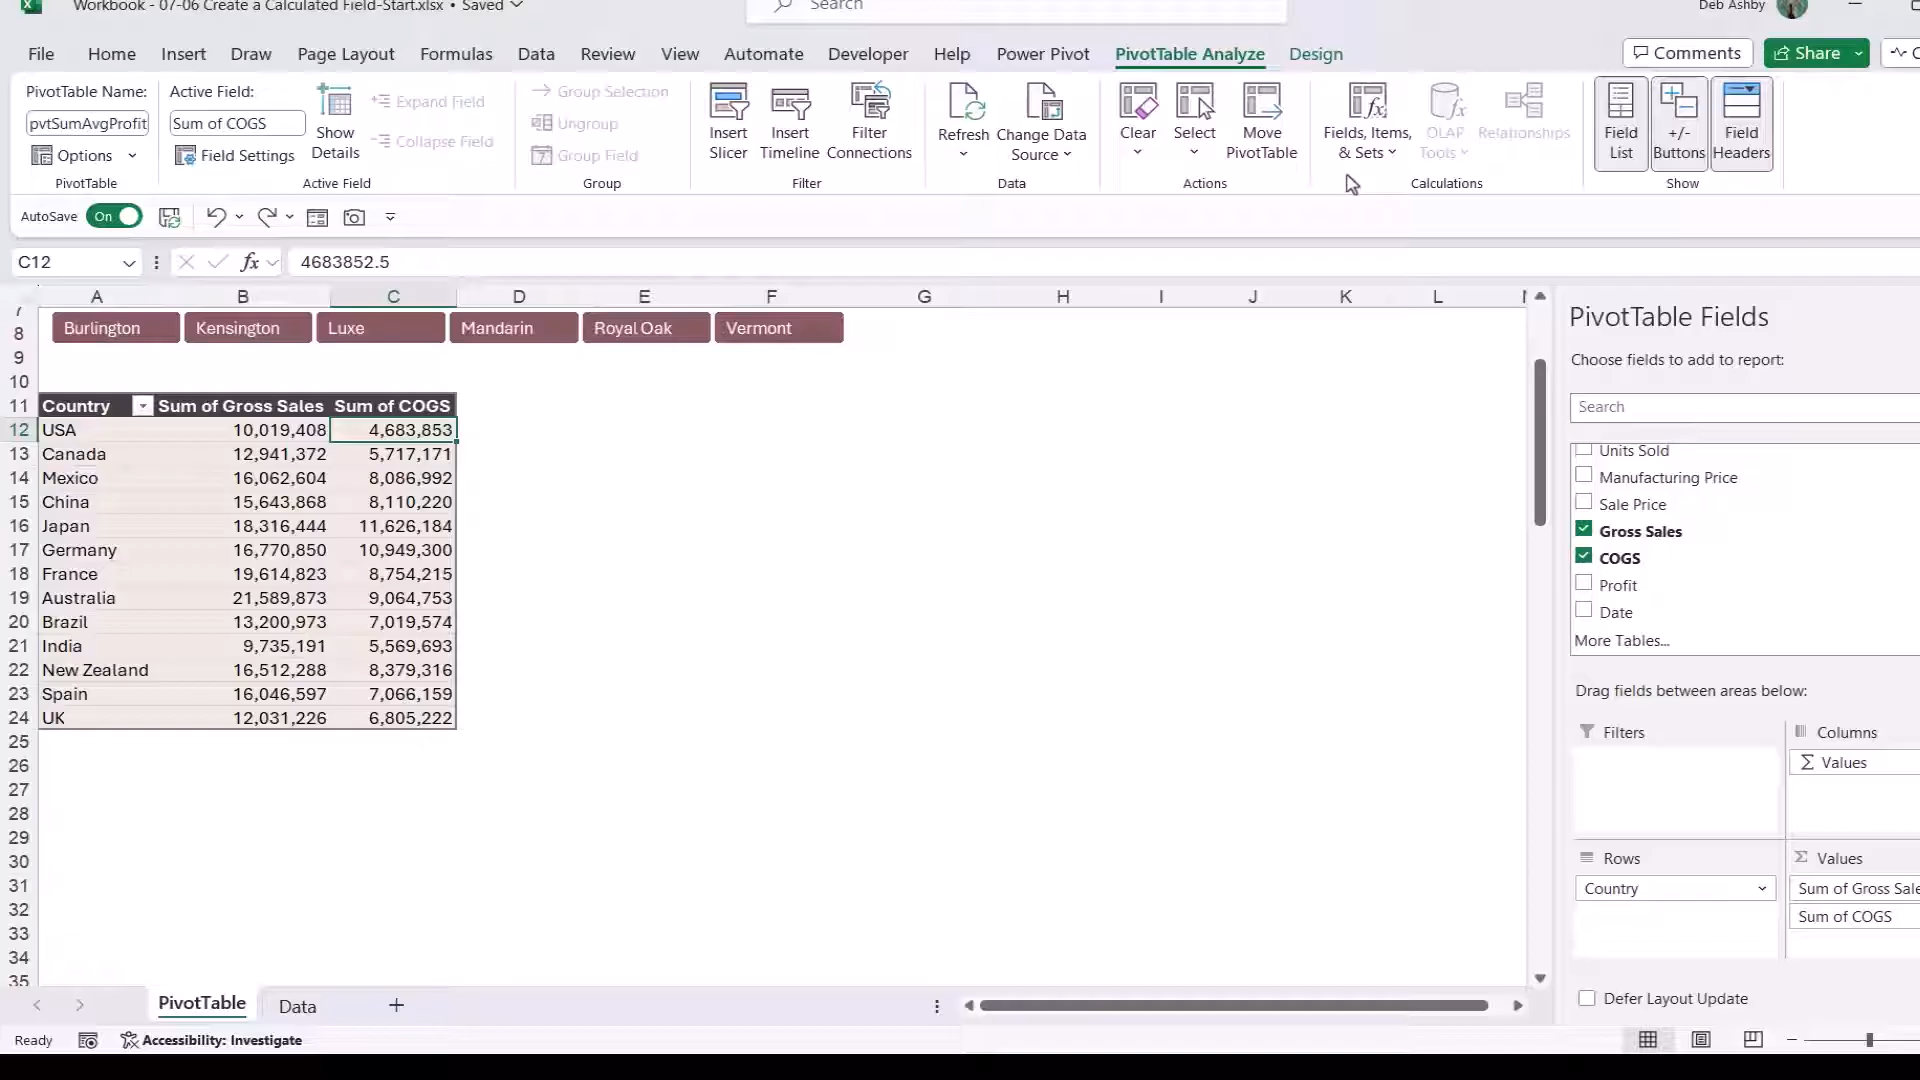 Workbook - 07-06 Create a Calculated Field-Start.xlsx • Saved
Search
Deb Ashby
File Home Insert Draw Page Layout Formulas Data Review View Automate Developer Help Power Pivot PivotTable Analyze Design
Comments Share
PivotTable Name:
pvtSumAvgProfit
Options
PivotTable
Active Field:
Sum of COGS
Field Settings
Show Details
Expand Field
Collapse Field
Active Field
Group Selection
Ungroup
Group Field
Group
Insert Slicer
Insert Timeline
Filter Connections
Filter
Refresh
Change Data Source
Data
Clear
Select
Move PivotTable
Actions
Fields, Items, & Sets
OLAP Tools
Relationships
Calculations
Field List
+/- Buttons
Field Headers
Show
AutoSave On
C12 fx 4683852.5
A B C D E F G H I J K L
7
8 Burlington Kensington Luxe Mandarin Royal Oak Vermont
9
10
11 Country Sum of Gross Sales Sum of COGS
12 USA 10,019,408 4,683,853
13 Canada 12,941,372 5,717,171
14 Mexico 16,062,604 8,086,992
15 China 15,643,868 8,110,220
16 Japan 18,316,444 11,626,184
17 Germany 16,770,850 10,949,300
18 France 19,614,823 8,754,215
19 Australia 21,589,873 9,064,753
20 Brazil 13,200,973 7,019,574
21 India 9,735,191 5,569,693
22 New Zealand 16,512,288 8,379,316
23 Spain 16,046,597 7,066,159
24 UK 12,031,226 6,805,222
25
26
27
28
29
30
31
32
33
34
35
PivotTable Fields
Choose fields to add to report:
Search
Units Sold
Manufacturing Price
Sale Price
Gross Sales
COGS
Profit
Date
More Tables...
Drag fields between areas below:
Filters
Columns
Σ Values
Rows
Country
Σ Values
Sum of Gross Sale
Sum of COGS
Defer Layout Update
PivotTable Data
Ready Accessibility: Investigate